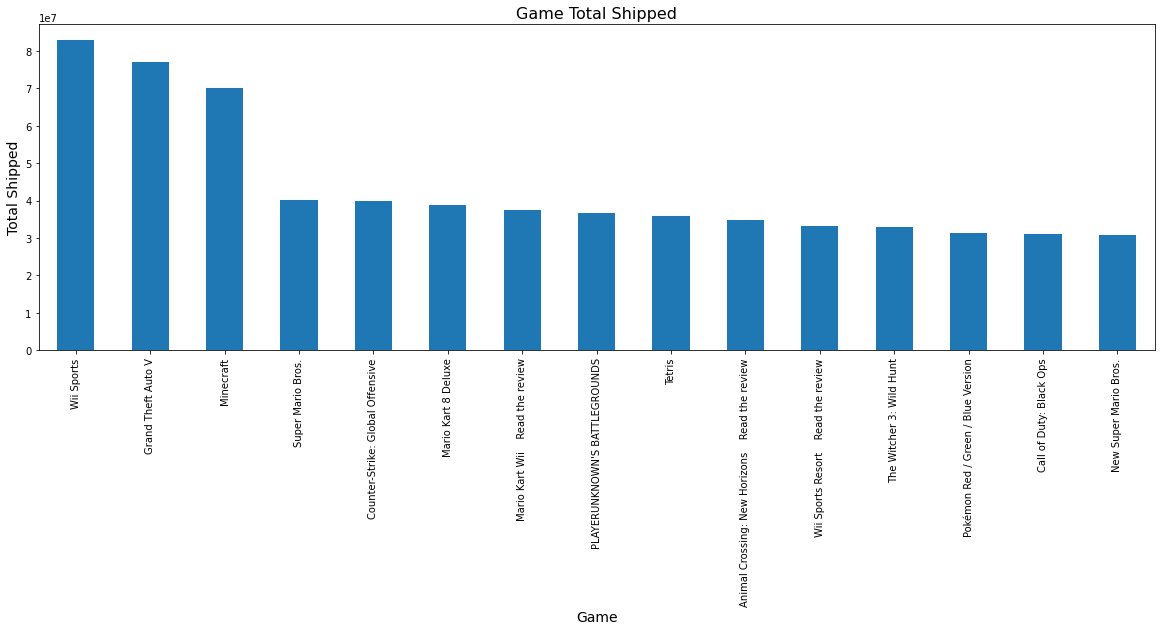 Game Total Shipped
1e7
Total Shipped
8
7
6
5
4
3
2
1
0
Wii Sports
Grand Theft Auto V
Minecraft
Super Mario Bros.
Counter-Strike: Global Offensive
Mario Kart 8 Deluxe
Mario Kart Wii    Read the review
PLAYERUNKNOWN'S BATTLEGROUNDS
Tetris
Animal Crossing: New Horizons    Read the review
Wii Sports Resort    Read the review
The Witcher 3: Wild Hunt
Pokémon Red / Green / Blue Version
Call of Duty: Black Ops
New Super Mario Bros.
Game